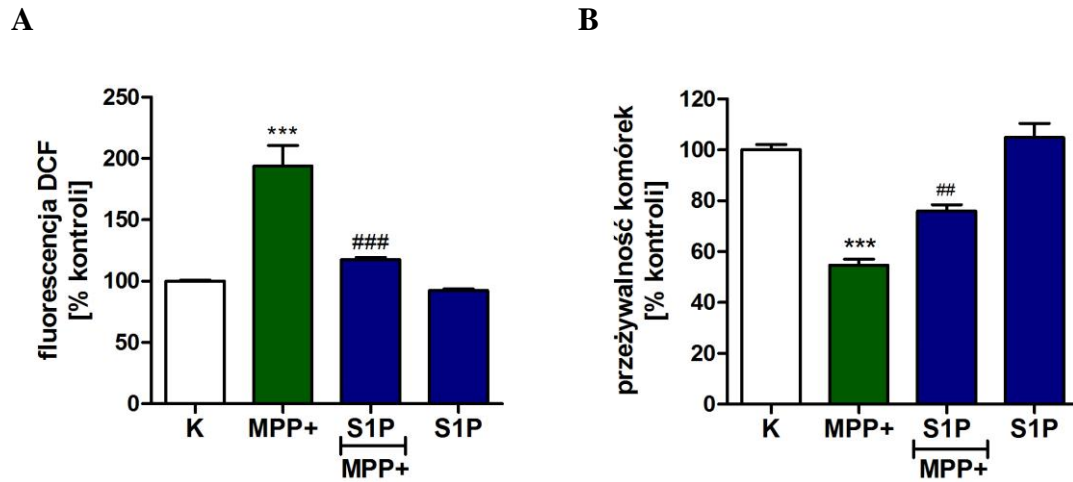 A
fluorescencja DCF
[% kontroli]
250
200
150
100
50
0
***
###
K MPP+ S1P S1P
MPP+
B
przeżywalność komórek
[% kontroli]
120
100
80
60
40
20
0
***
##
K MPP+ S1P S1P
MPP+